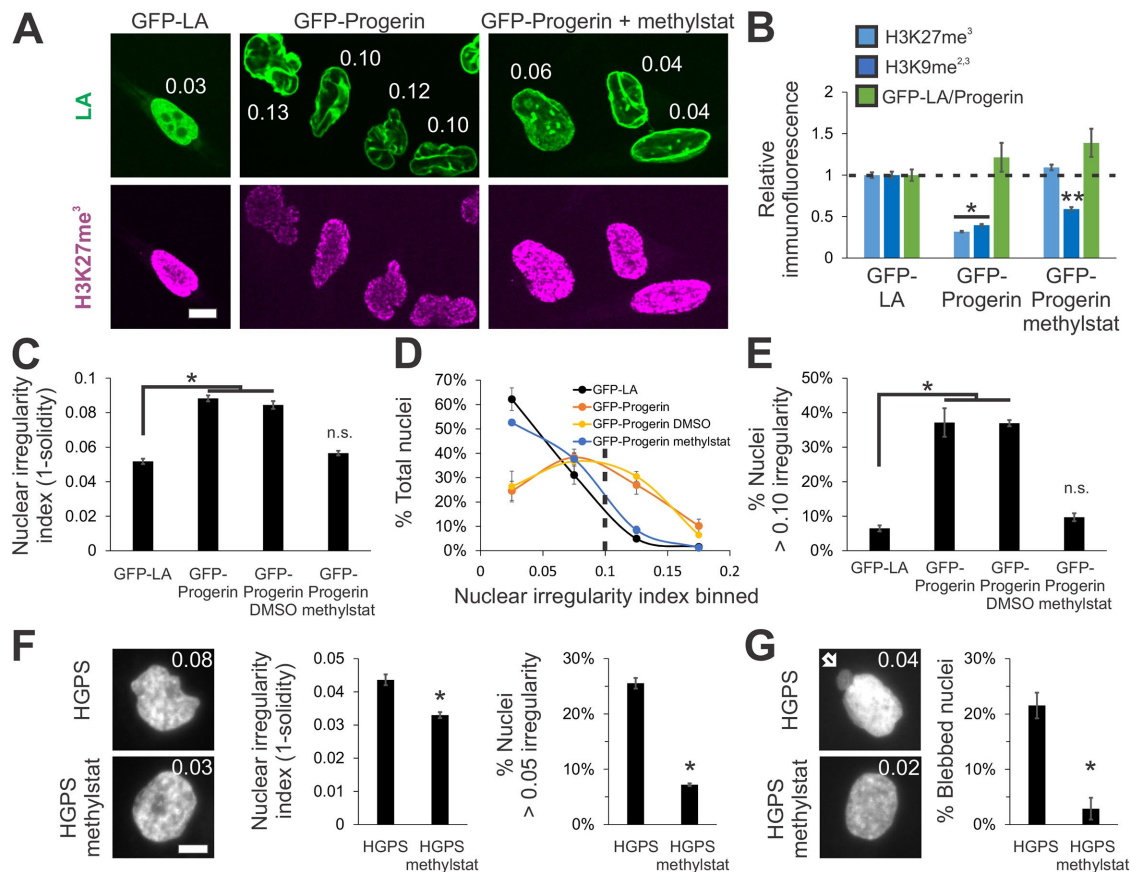 A
GFP-LA
GFP-Progerin
GFP-Progerin + methylstat
LA
0.03
0.13
0.10
0.12
0.10
0.06
0.04
0.04
H3K27me³
B
H3K27me³
H3K9me²,³
GFP-LA/Progerin
Relative
immunofluorescence
2
1.5
1
0.5
0
*
**
GFP-
LA
GFP-
Progerin
GFP-
Progerin
methylstat
C
Nuclear irregularity
index (1-solidity)
0.1
0.08
0.06
0.04
0.02
0
*
n.s.
GFP-LA
GFP-
Progerin
GFP-
Progerin
DMSO
GFP-
Progerin
methylstat
D
% Total nuclei
70%
60%
50%
40%
30%
20%
10%
0%
GFP-LA
GFP-Progerin
GFP-Progerin DMSO
GFP-Progerin methylstat
0
0.05
0.1
0.15
0.2
Nuclear irregularity index binned
E
% Nuclei
> 0.10 irregularity
50%
40%
30%
20%
10%
0%
*
n.s.
GFP-LA
GFP-
Progerin
GFP-
Progerin
DMSO
GFP-
Progerin
methylstat
F
HGPS
0.08
HGPS
methylstat
0.03
Nuclear irregularity
index (1-solidity)
0.05
0.04
0.03
0.02
0.01
0
*
HGPS
HGPS
methylstat
% Nuclei
> 0.05 irregularity
30%
20%
10%
0%
*
HGPS
HGPS
methylstat
G
HGPS
0.04
HGPS
methylstat
0.02
% Blebbed nuclei
30%
20%
10%
0%
*
HGPS
HGPS
methylstat